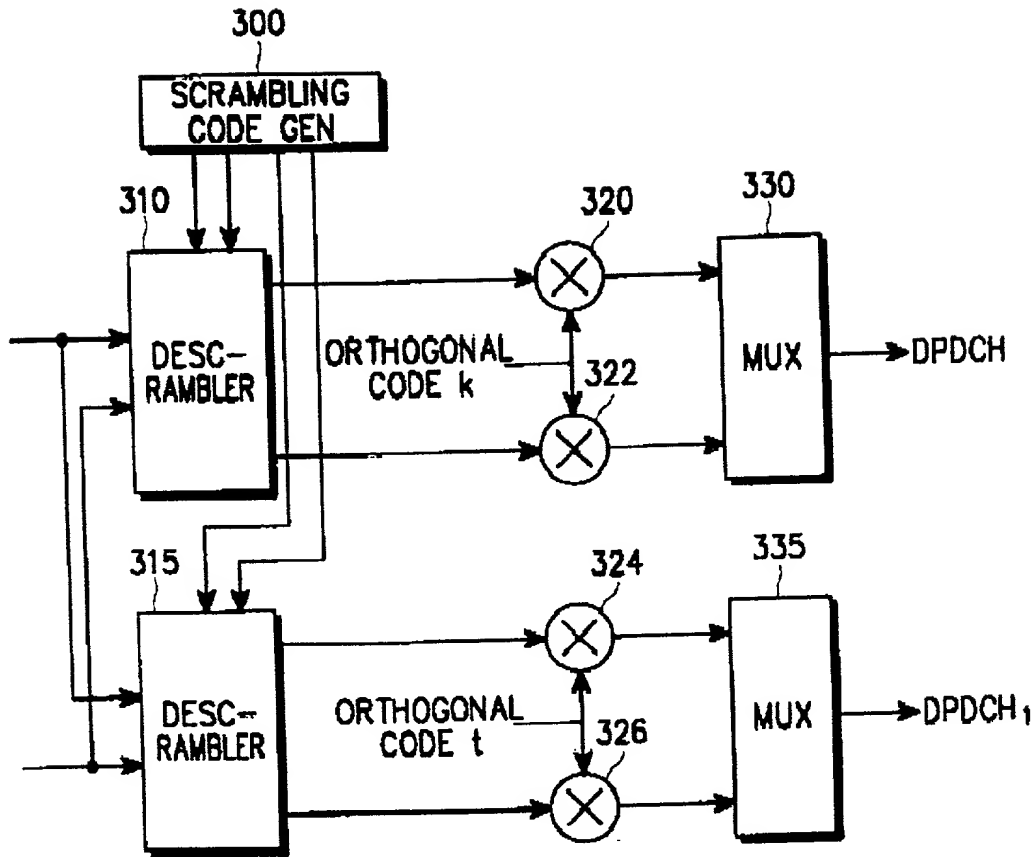 300
SCRAMBLING
CODE GEN
310
320
330
DESC-
RAMBLER
ORTHOGONAL
CODE k
322
MUX
DPDCH
315
324
335
DESC-
RAMBLER
ORTHOGONAL
CODE t
326
MUX
DPDCH₁